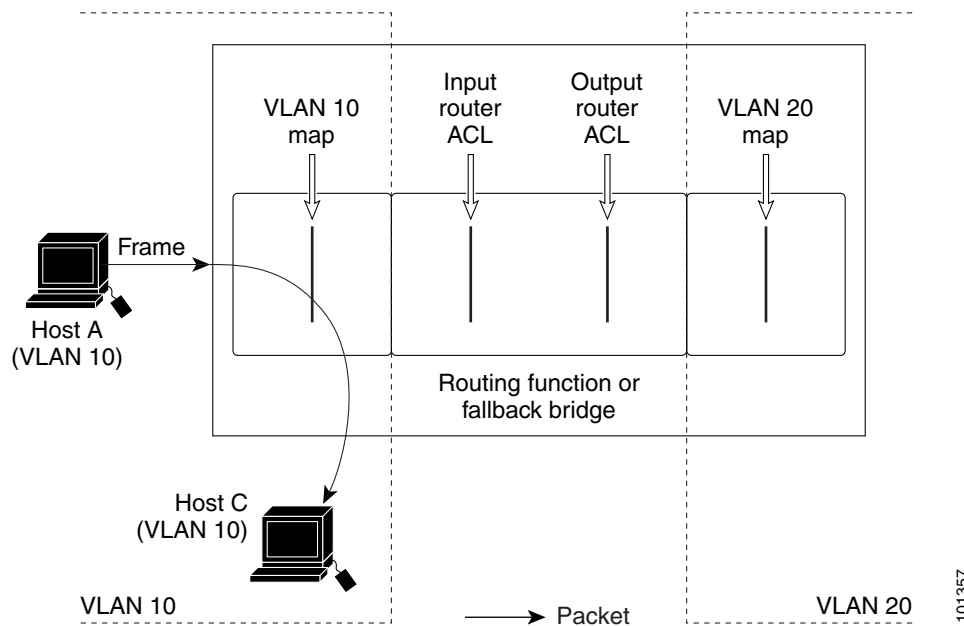 VLAN 10
map
Input
router
ACL
Output
router
ACL
VLAN 20
map
Frame
Host A
(VLAN 10)
Routing function or
fallback bridge
Host C
(VLAN 10)
VLAN 10
Packet
VLAN 20
101357